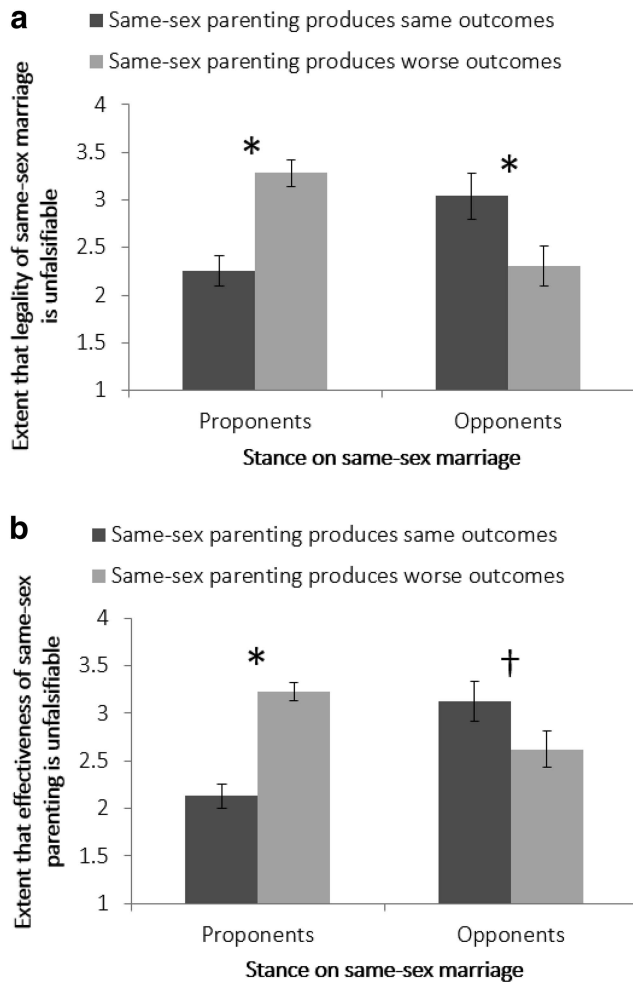 a
Same-sex parenting produces same outcomes
Same-sex parenting produces worse outcomes
Extent that legality of same-sex marriage
is unfalsifiable
4
3.5
3
2.5
2
1.5
1
*
*
Proponents
Opponents
Stance on same-sex marriage
b
Same-sex parenting produces same outcomes
Same-sex parenting produces worse outcomes
Extent that effectiveness of same-sex
parenting is unfalsifiable
4
3.5
3
2.5
2
1.5
1
*
†
Proponents
Opponents
Stance on same-sex marriage